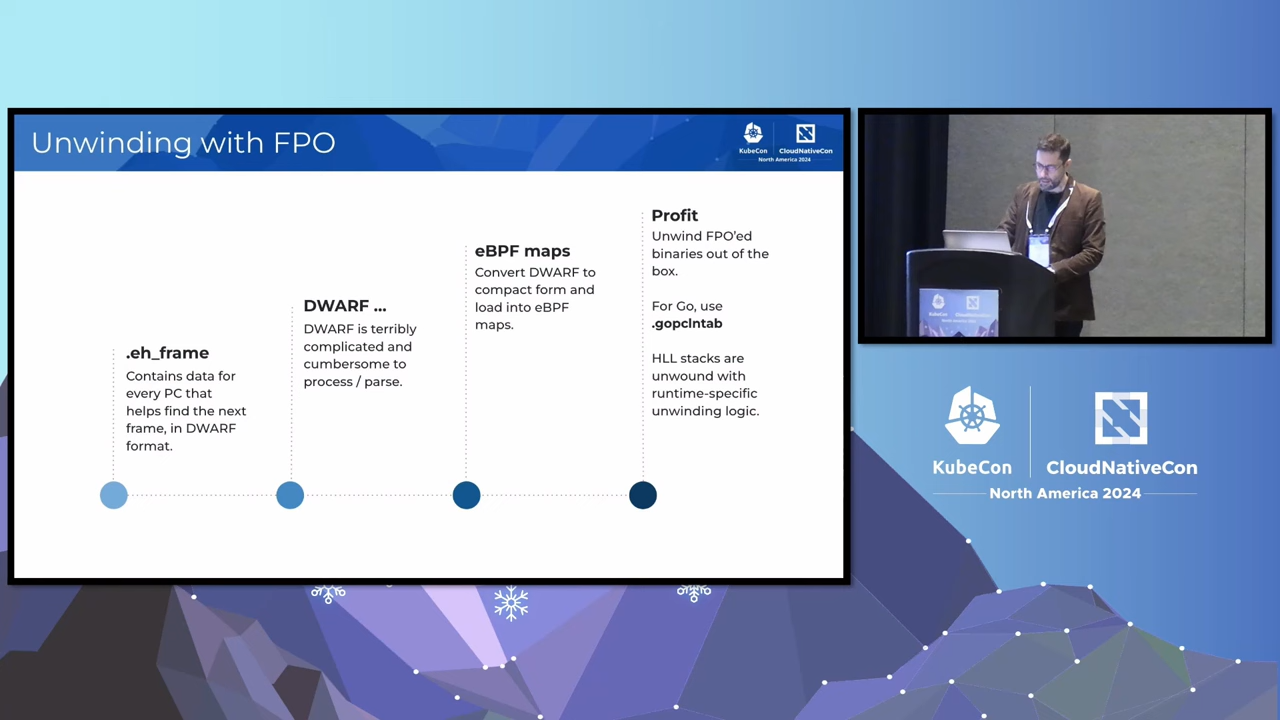 Unwinding with FPO
KubeCon
CloudNativeCon
North America 2024
.eh_frame
Contains data for
every PC that
helps find the next
frame, in DWARF
format.
DWARF ...
DWARF is terribly
complicated and
cumbersome to
process / parse.
eBPF maps
Convert DWARF to
compact form and
load into eBPF
maps.
Profit
Unwind FPO'ed
binaries out of the
box.
For Go, use
.gopclntab
HLL stacks are
unwound with
runtime-specific
unwinding logic.
KubeCon
CloudNativeCon
North America 2024